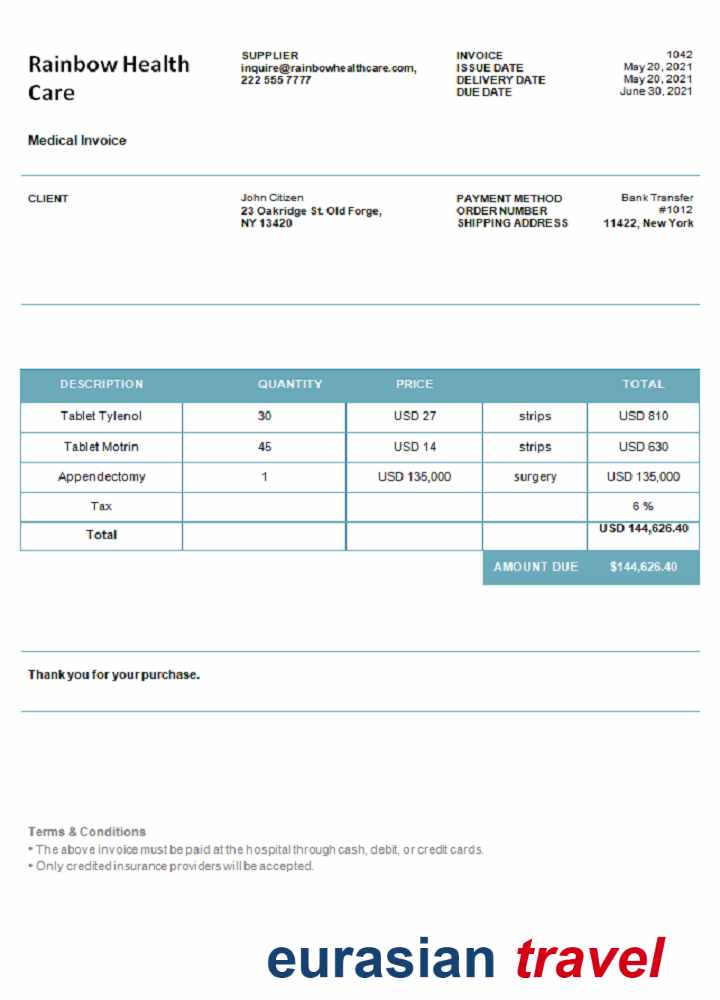 Rainbow Health
Care
SUPPLIER
inquire@rainbowhealthcare.com,
222 555 7777
INVOICE 1042
ISSUE DATE May 20, 2021
DELIVERY DATE May 20, 2021
DUE DATE June 30, 2021
Medical Invoice
CLIENT
John Citizen
23 Oakridge St. Old Forge,
NY 13420
PAYMENT METHOD Bank Transfer
ORDER NUMBER #1012
SHIPPING ADDRESS 11422, New York
DESCRIPTION QUANTITY PRICE TOTAL
Tablet Tylenol 30 USD 27 strips USD 810
Tablet Motrin 45 USD 14 strips USD 630
Appendectomy 1 USD 135,000 surgery USD 135,000
Tax 6 %
Total USD 144,626.40
AMOUNT DUE $144,626.40
Thank you for your purchase.
Terms & Conditions
• The above invoice must be paid at the hospital through cash, debit, or credit cards.
• Only credited insurance providers will be accepted.
eurasian travel